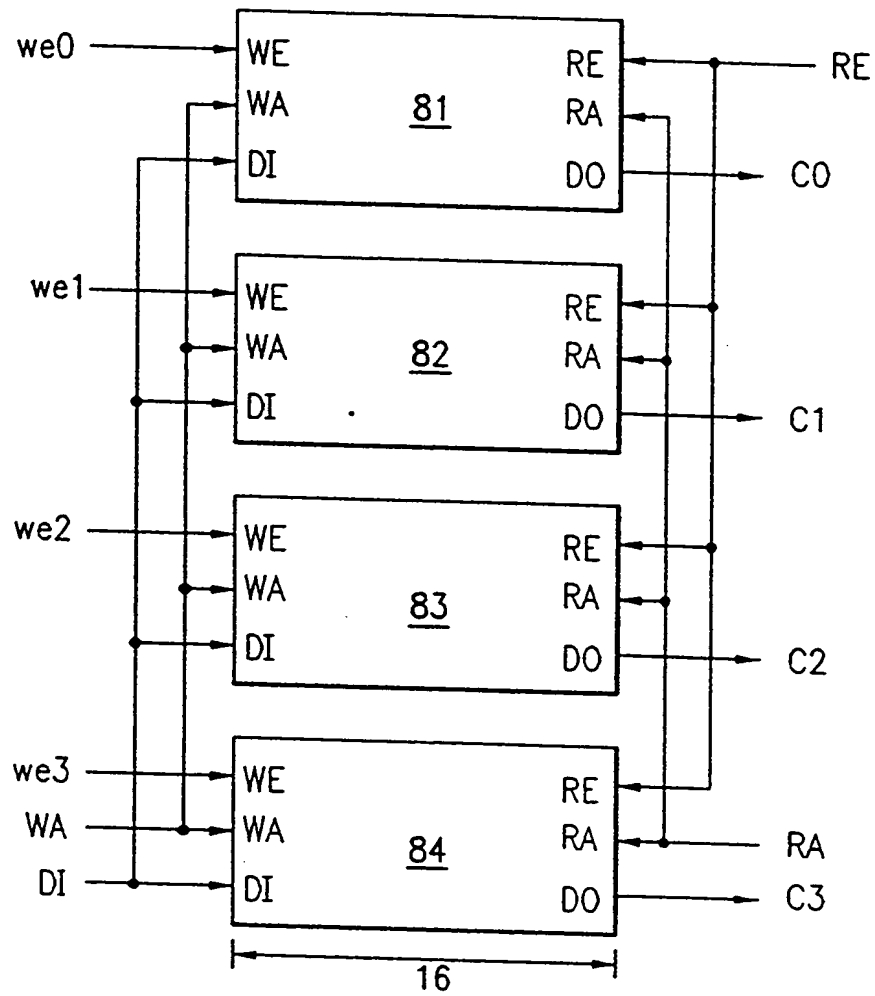 we0 WE RE RE
WA 81 RA
DI DO C0
we1 WE RE
WA 82 RA
DI DO C1
we2 WE RE
WA 83 RA
DI DO C2
we3 WE RE
WA WA 84 RA RA
DI DI DO C3
16